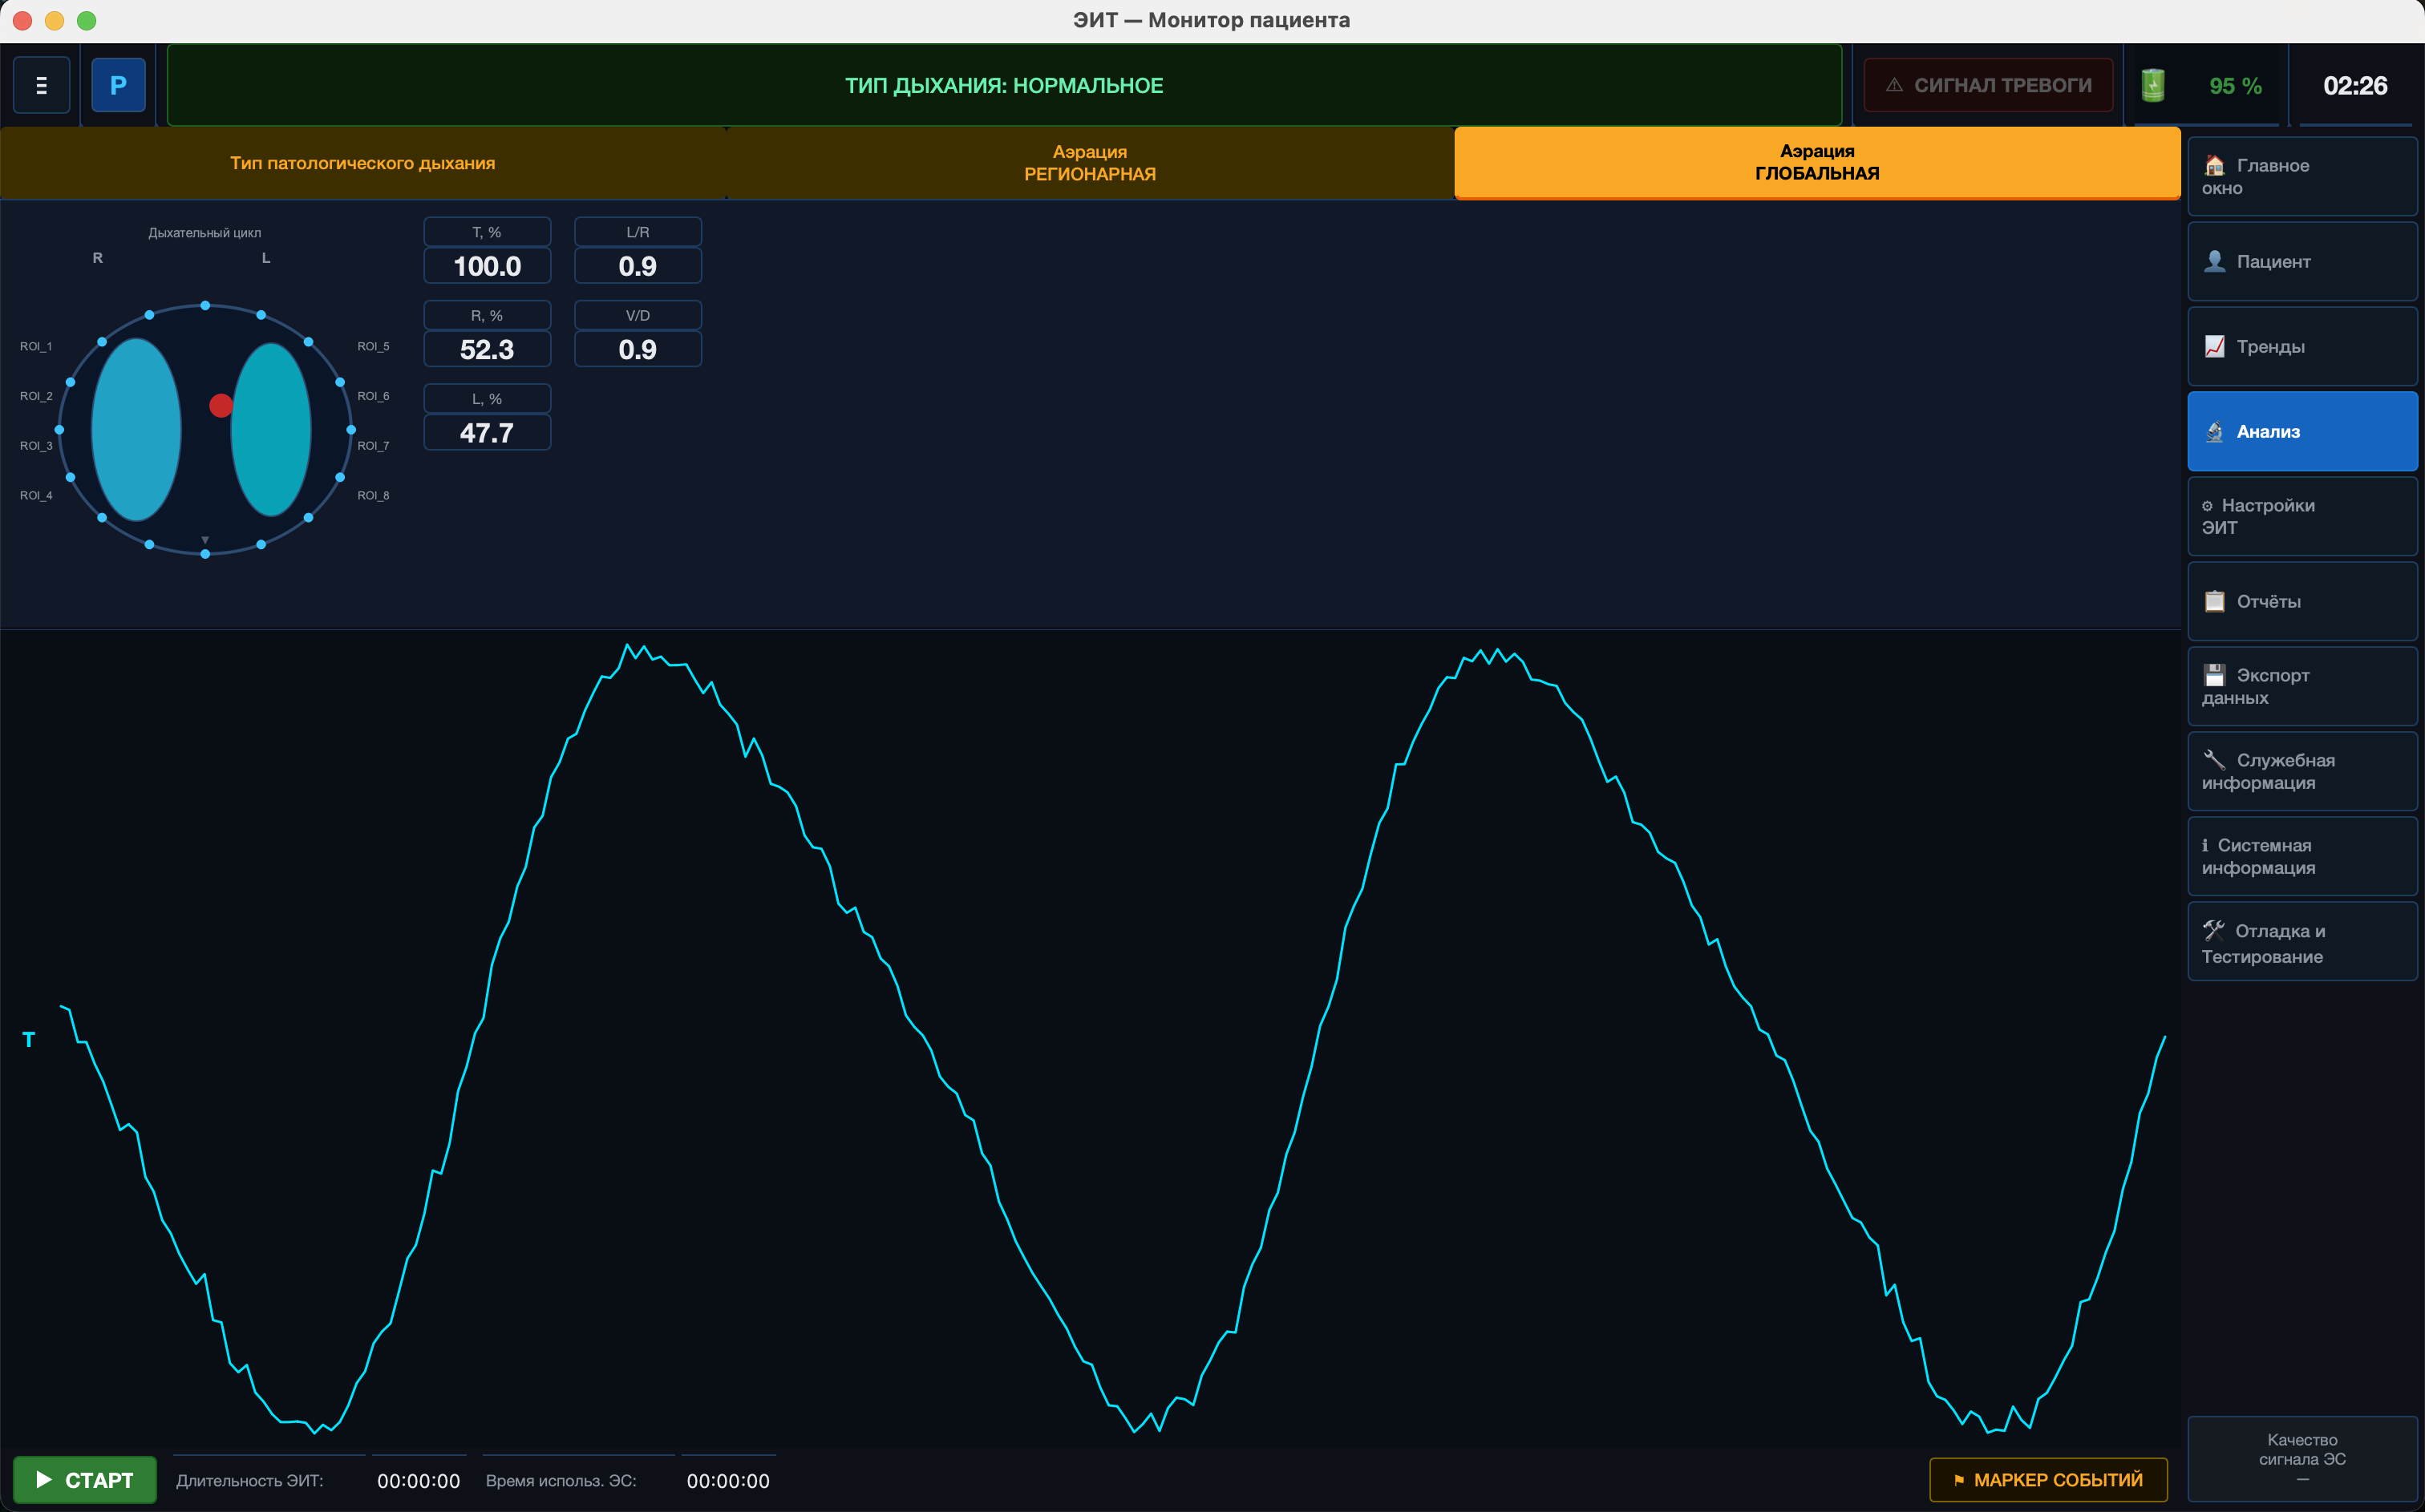 ЭИТ — Монитор пациента
P
ТИП ДЫХАНИЯ: НОРМАЛЬНОЕ
⚠ СИГНАЛ ТРЕВОГИ
95 %
02:26
Тип патологического дыхания
Аэрация
РЕГИОНАРНАЯ
Аэрация
ГЛОБАЛЬНАЯ
Дыхательный цикл
R
L
ROI_1
ROI_2
ROI_3
ROI_4
ROI_5
ROI_6
ROI_7
ROI_8
T, %
100.0
L/R
0.9
R, %
52.3
V/D
0.9
L, %
47.7
T
Главное
окно
Пациент
Тренды
Анализ
Настройки
ЭИТ
Отчёты
Экспорт
данных
Служебная
информация
ℹ Системная
информация
Отладка и
Тестирование
Качество
сигнала ЭС
—
СТАРТ
Длительность ЭИТ:
00:00:00
Время использ. ЭС:
00:00:00
МАРКЕР СОБЫТИЙ